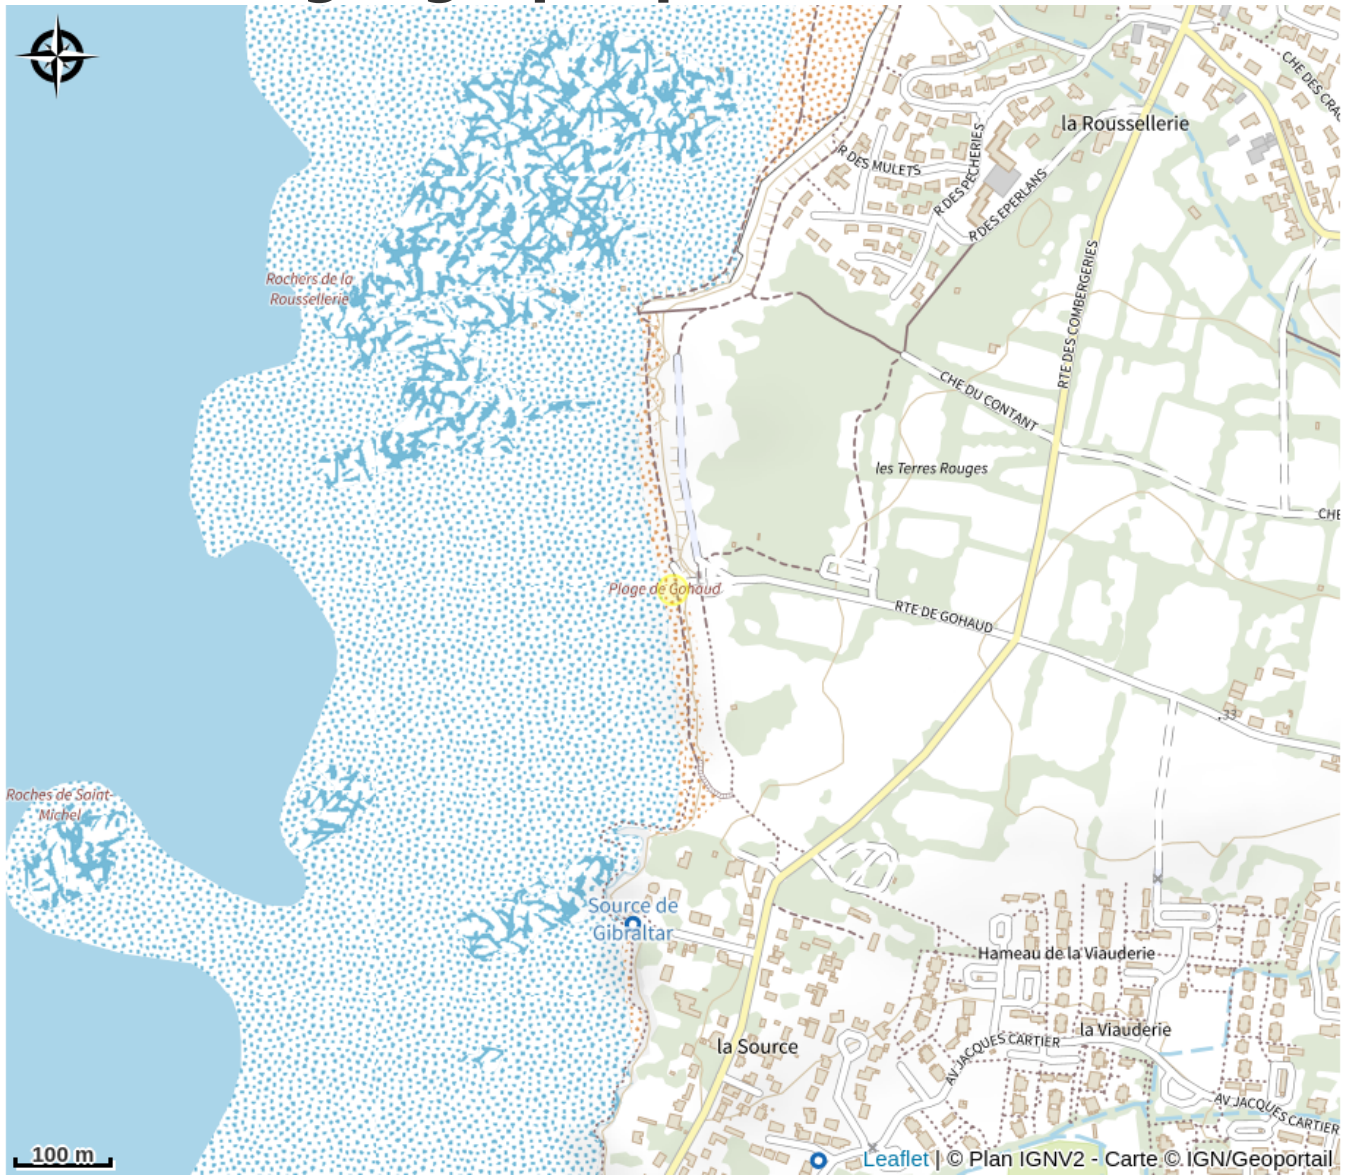 CHE DES CRA
la Roussellerie
R DES MULETS
R DES PECHERIES
R DES EPERLANS
Rochers de la
Roussellerie
RTE DES COMBERGERIES
CHE DU CONTANT
les Terres Rouges
CHE
Plage de Gohaud
RTE DE GOHAUD
33
Roches de Saint-
Michel
Source de
Gibraltar
Hameau de la Viauderie
la Viauderie
la Source
AV JACQUES CARTIER
AV JACQUES CARTIER
100 m
Leaflet | © Plan IGNV2 - Carte © IGN/Geoportail